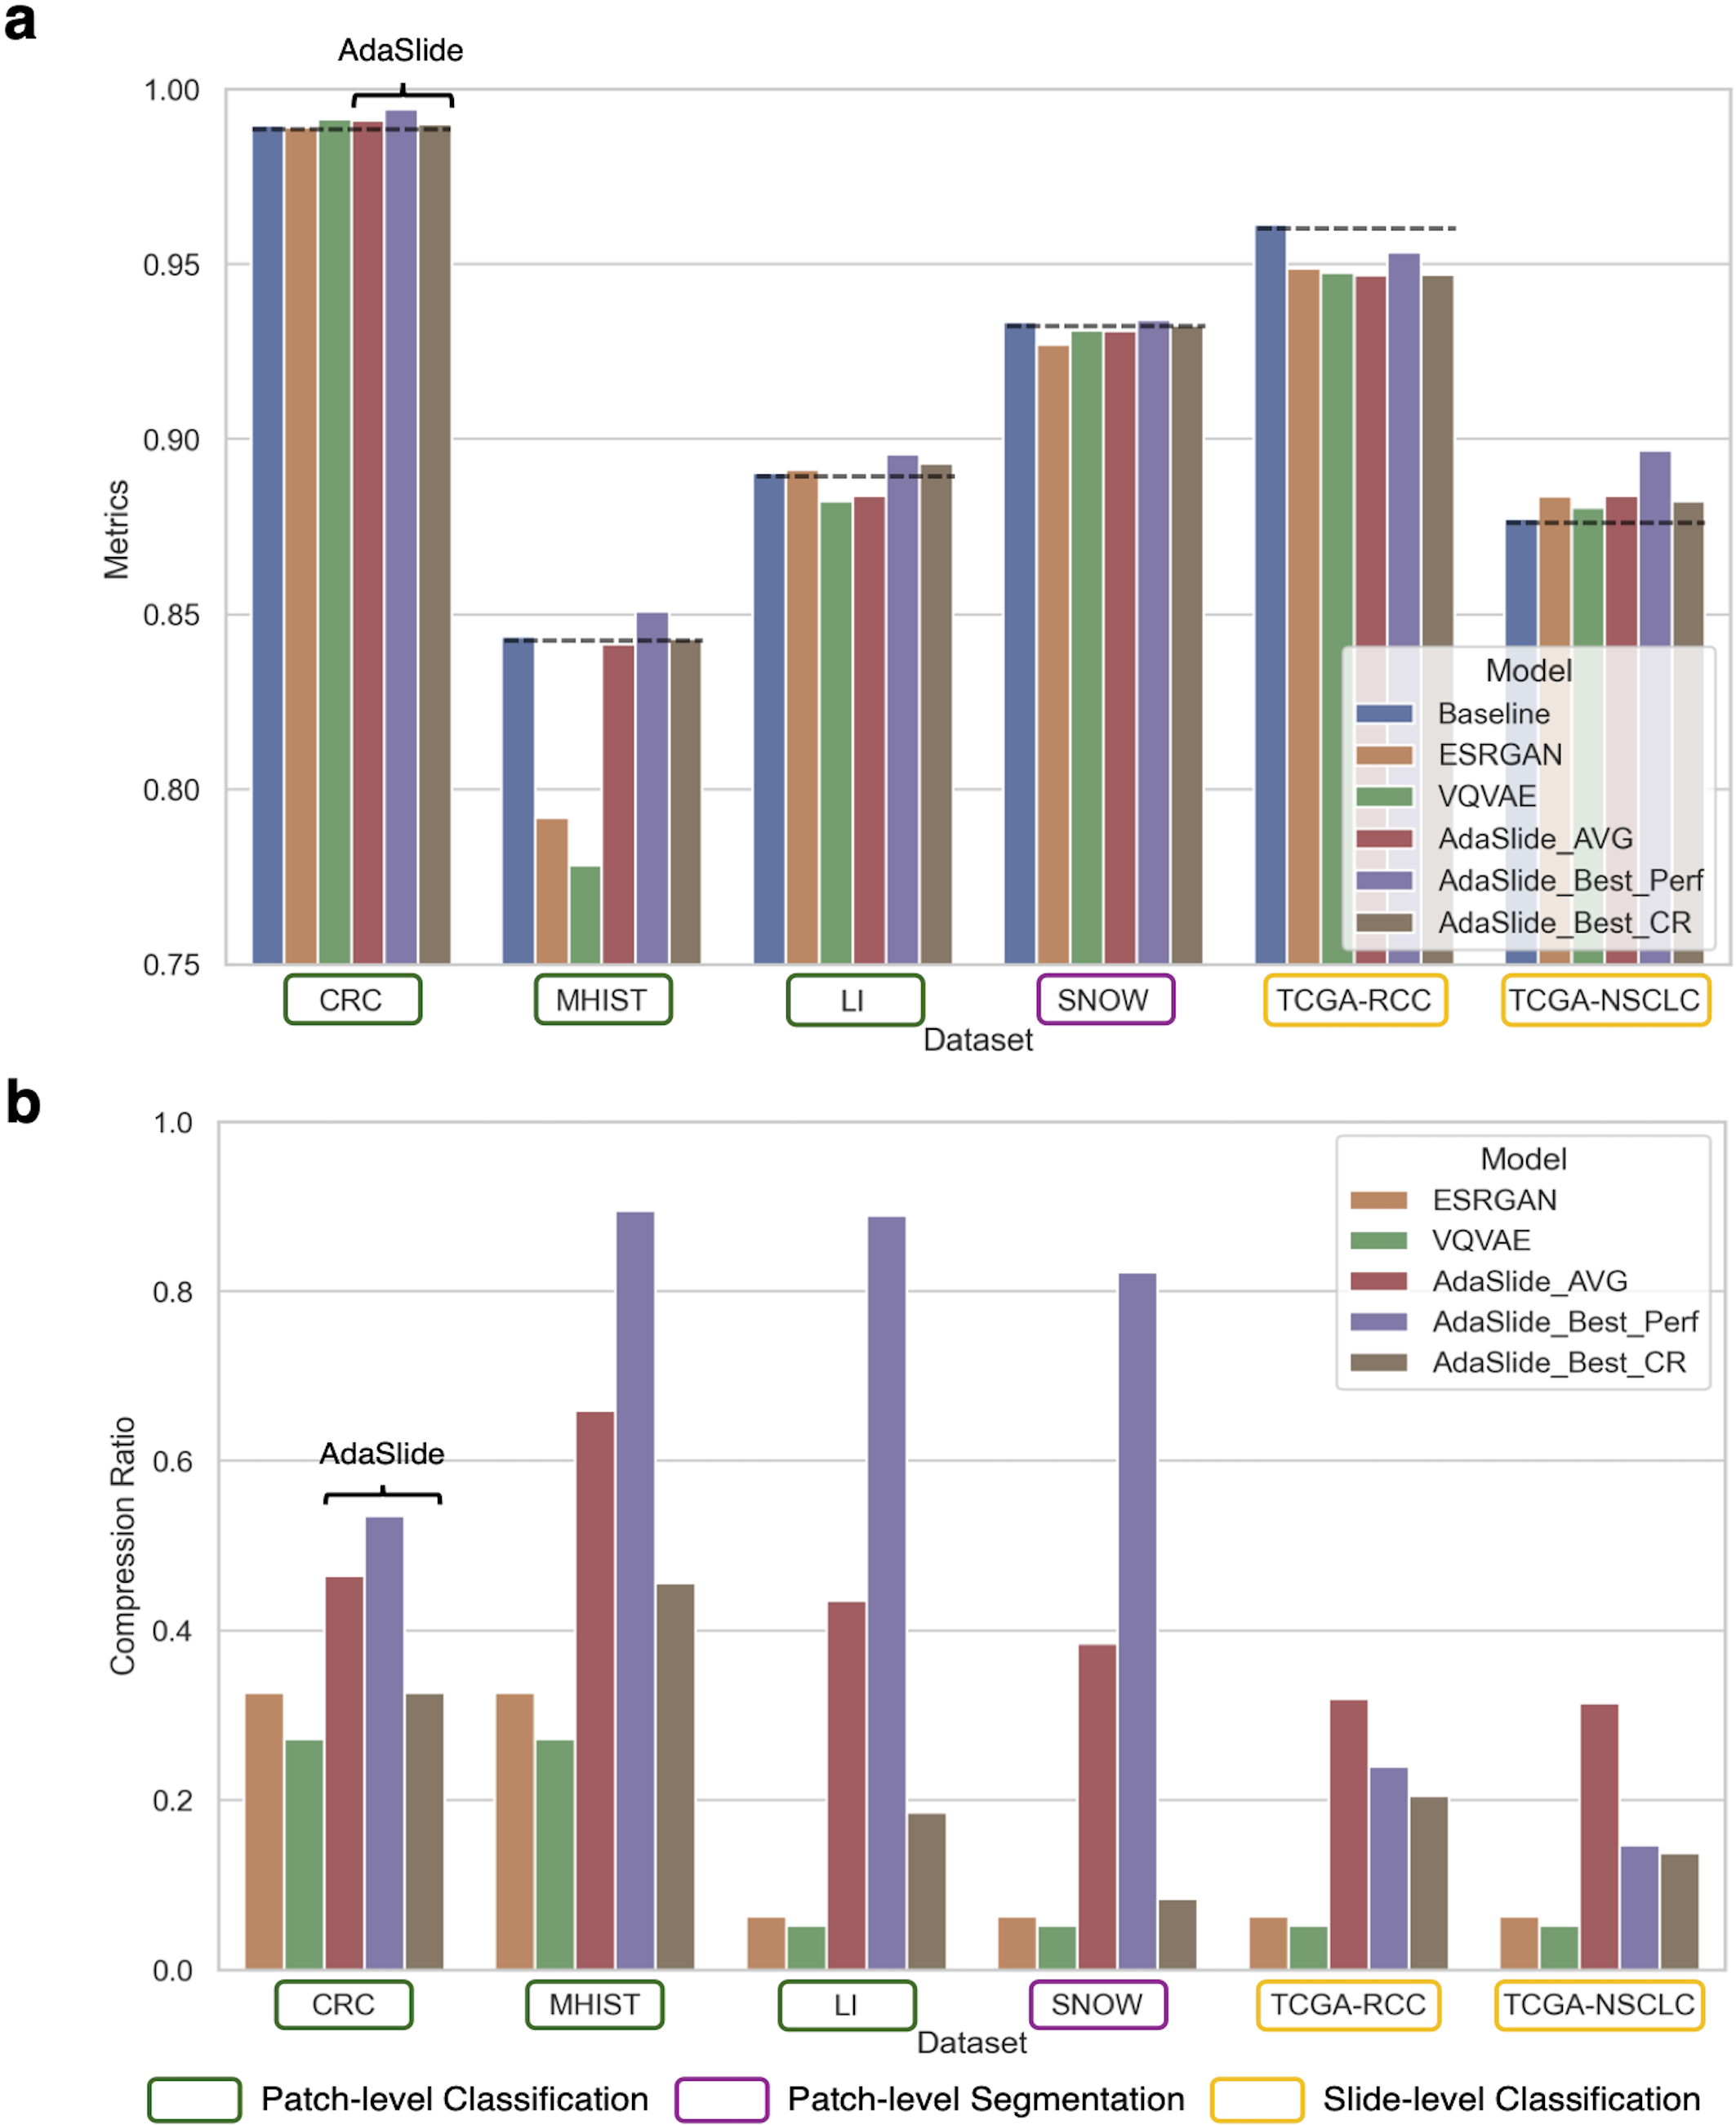 a
AdaSlide
1.00
0.95
0.90
0.85
0.80
0.75
Metrics
Model
Baseline
ESRGAN
VQVAE
AdaSlide_AVG
AdaSlide_Best_Perf
AdaSlide_Best_CR
CRC MHIST LI SNOW TCGA-RCC TCGA-NSCLC
Dataset
b
1.0
0.8
0.6
0.4
0.2
0.0
Compression Ratio
AdaSlide
Model
ESRGAN
VQVAE
AdaSlide_AVG
AdaSlide_Best_Perf
AdaSlide_Best_CR
CRC MHIST LI SNOW TCGA-RCC TCGA-NSCLC
Dataset
Patch-level Classification Patch-level Segmentation Slide-level Classification